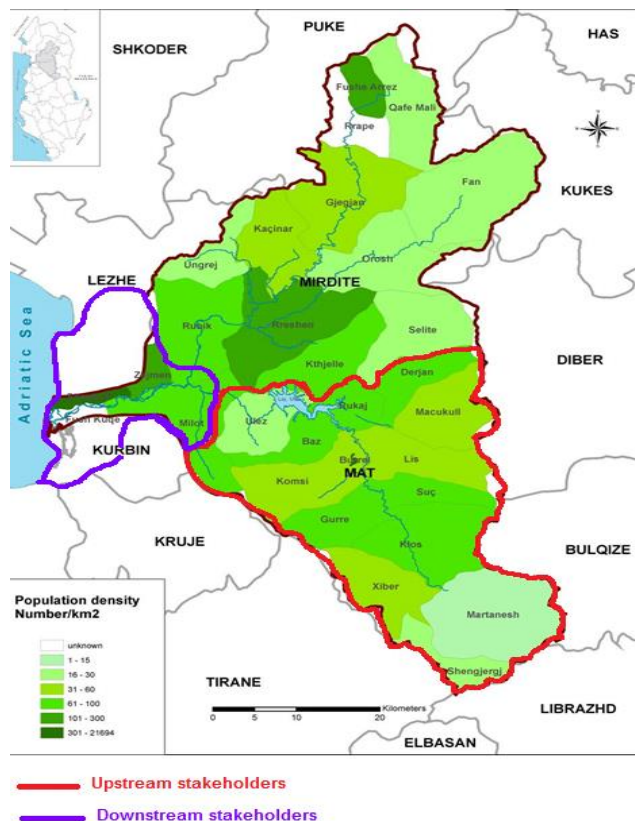 PUKE
SHKODER
HAS
Fushe Arrez
Qafe Mali
Rrape
KUKES
Fan
Gjegjan
Kaçinar
Orosh
Ungrej
LEZHE
MIRDITE
Rubik
Rreshen
Selite
Adriatic Sea
DIBER
Kthjelle
Zejmen
Derjan
Rukaj
Macukull
Fush Kuqe
Milot
Ulez
Baz
KURBIN
Burrel
Lis
MAT
Komsi
Suç
Gurre
KRUJE
Klos
BULQIZE
Xiber
Martanesh
Population density
Number/km2
unknown
1 - 15
16 - 30
31 - 60
61 - 100
101 - 300
301 - 21694
Shengjergj
TIRANE
Kilometers
0 5 10 20
LIBRAZHD
ELBASAN
Upstream stakeholders
Downstream stakeholders